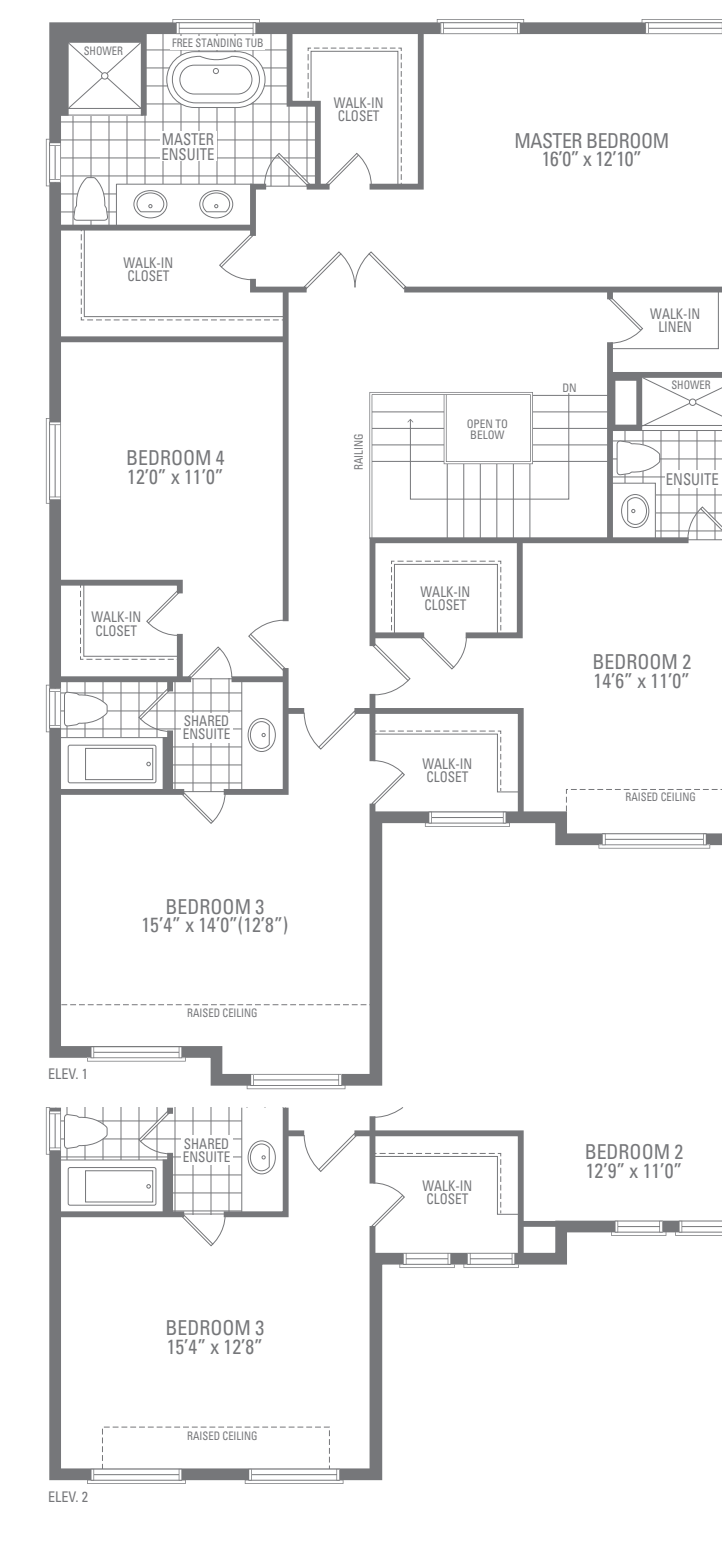 SHOWER
FREE STANDING TUB
WALK-IN
CLOSET
MASTER
ENSUITE
MASTER BEDROOM
16'0" x 12'10"
WALK-IN
CLOSET
WALK-IN
LINEN
DN
SHOWER
OPEN TO
BELOW
RAILING
BEDROOM 4
12'0" x 11'0"
ENSUITE
WALK-IN
CLOSET
WALK-IN
CLOSET
BEDROOM 2
14'6" x 11'0"
SHARED
ENSUITE
WALK-IN
CLOSET
RAISED CEILING
BEDROOM 3
15'4" x 14'0"(12'8")
RAISED CEILING
ELEV. 1
SHARED
ENSUITE
BEDROOM 2
12'9" x 11'0"
WALK-IN
CLOSET
BEDROOM 3
15'4" x 12'8"
RAISED CEILING
ELEV. 2